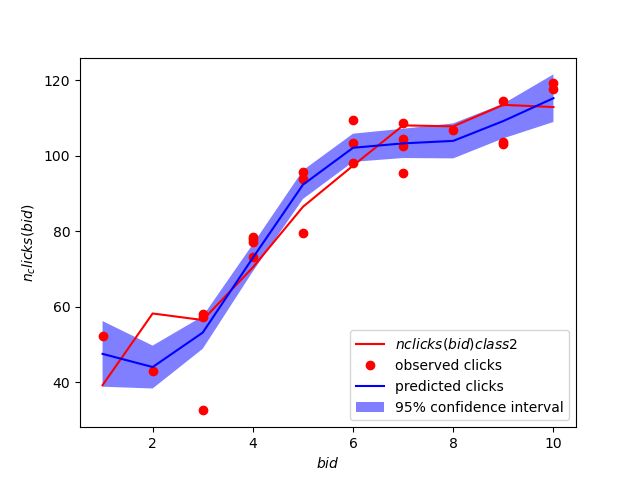 120
100
80
60
40
n_clicks(bid)
2
4
6
8
10
bid
nclicks(bid)class2
observed clicks
predicted clicks
95% confidence interval